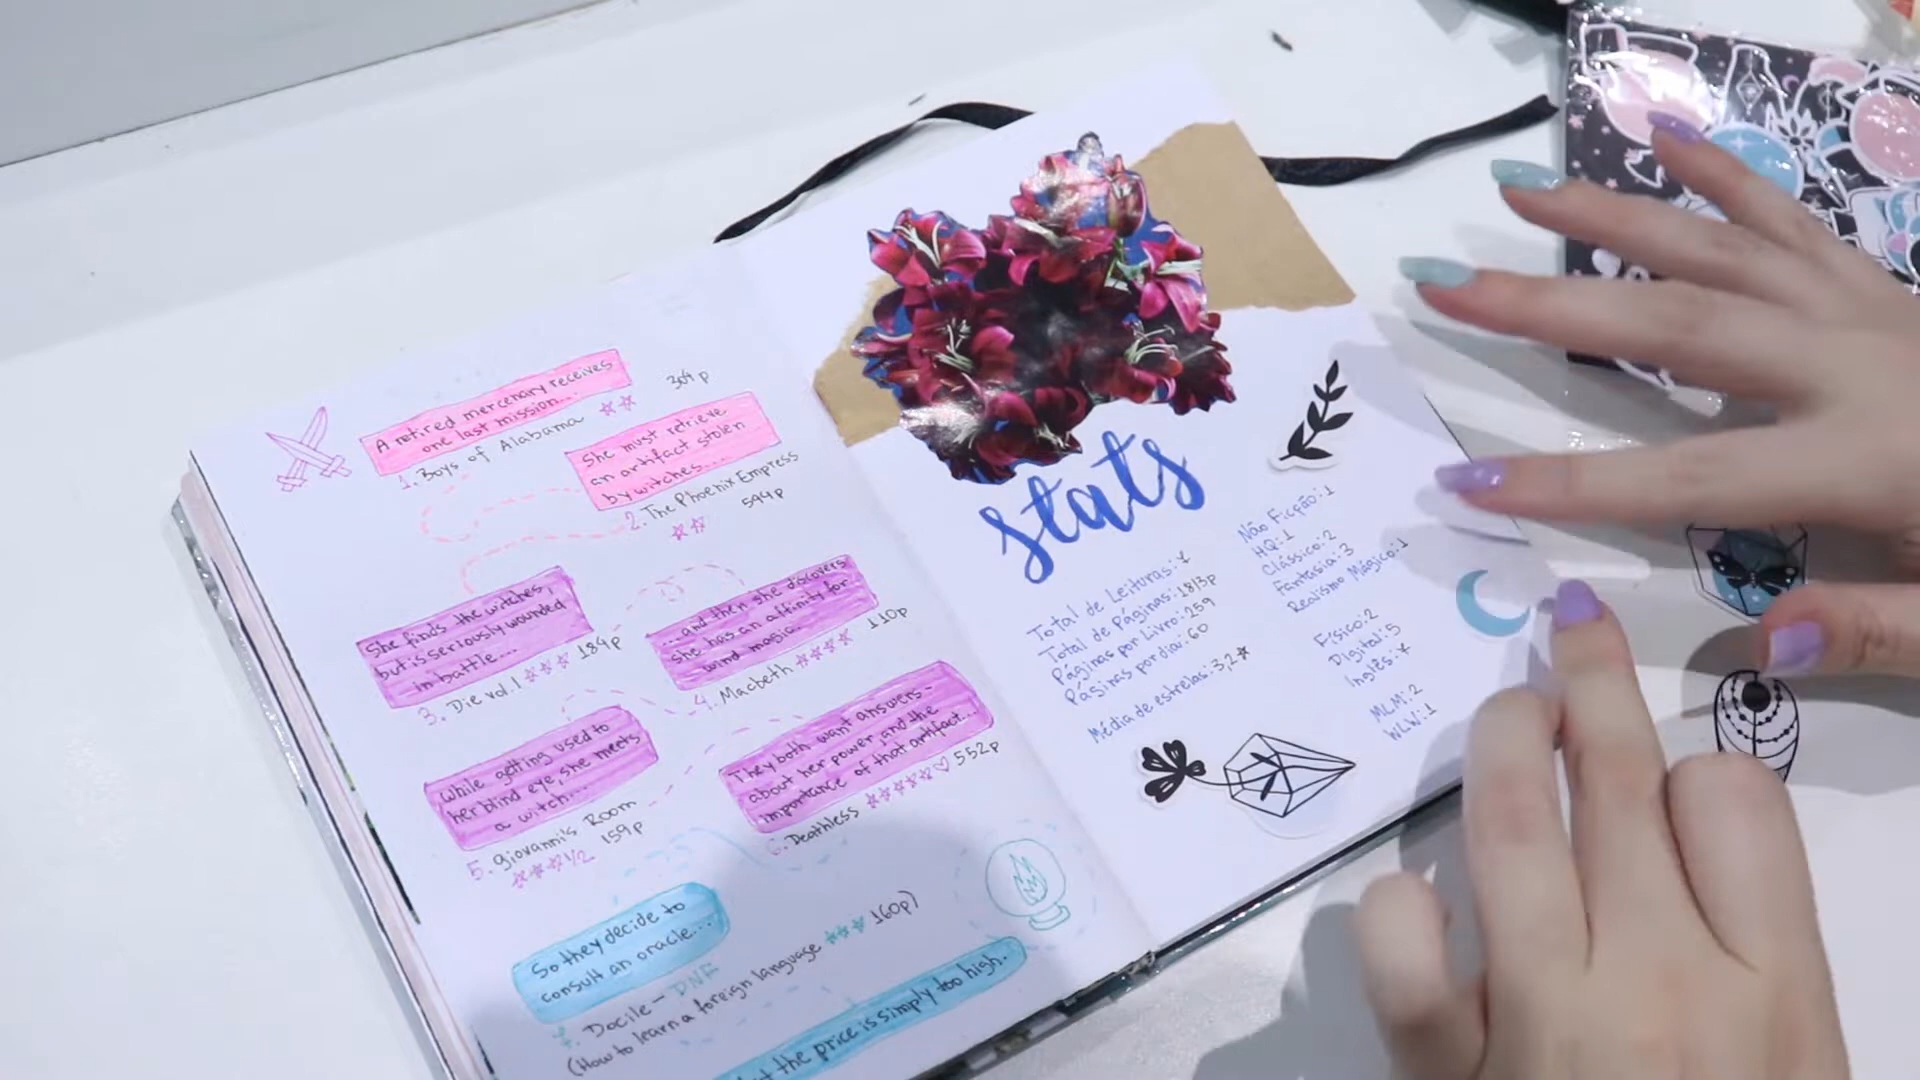 A retired mercenary receives
one last mission...
1. Boys of Alabama ☆☆
304p
She must retrieve
an artifact stolen
by witches...
2. The Phoenix Empress
☆☆ 544p
She finds the witches,
but is seriously wounded
in battle...
3. Die vol.1 ☆☆☆ 184p
...and then she discovers
she has an affinity for
wind magic.
4. Macbeth ☆☆☆☆ 110p
While getting used to
her blind eye, she meets
a witch...
5. Giovanni's Room
☆☆☆1/2 159p
They both want answers-
about her power and the
importance of that artifact...
6. Deathless ☆☆☆☆☆♡ 552p
So they decide to
consult an oracle...
7. Docile - DNF
(How to learn a foreign language ☆☆☆ 160p)
the price is simply too high.
stats
Total de Leituras: 7
Total de Páginas: 1813p
Páginas por Livro: 259
Páginas por dia: 60
Média de estrelas: 3,2☆
Não Ficção: 1
HQ: 1
Clássico: 2
Fantasia: 3
Realismo Mágico: 1
Físico: 2
Digital: 5
Inglês: 7
MLM: 2
WLW: 1